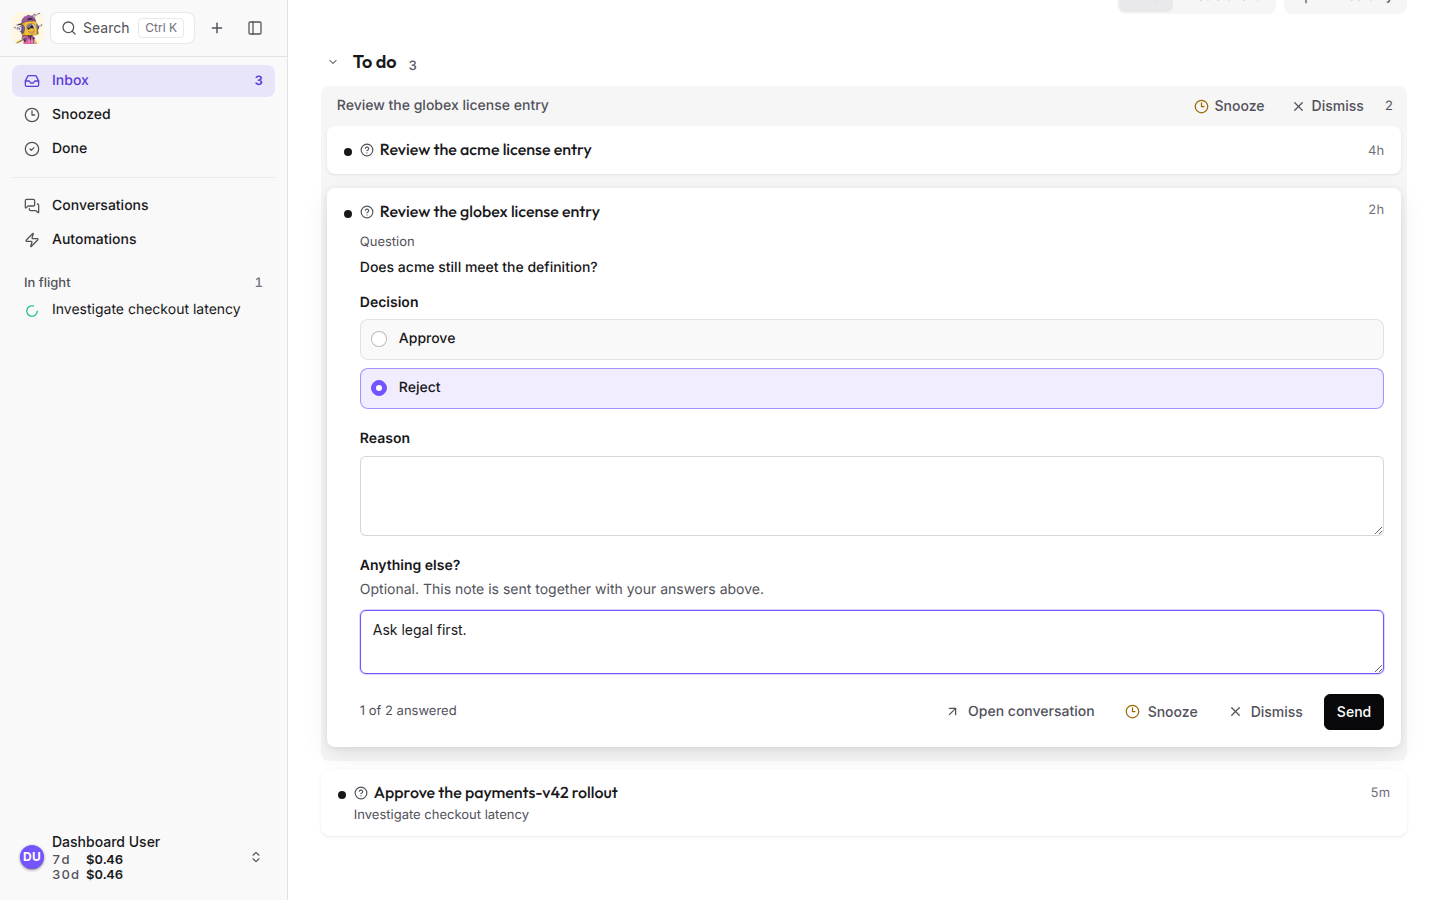 Search Ctrl K
Inbox 3
Snoozed
Done
Conversations
Automations
In flight 1
Investigate checkout latency
Dashboard User
DU
7d $0.46
30d $0.46
To do 3
Review the globex license entry Snooze Dismiss 2
Review the acme license entry 4h
Review the globex license entry 2h
Question
Does acme still meet the definition?
Decision
Approve
Reject
Reason
Anything else?
Optional. This note is sent together with your answers above.
Ask legal first.
1 of 2 answered Open conversation Snooze Dismiss Send
Approve the payments-v42 rollout 5m
Investigate checkout latency